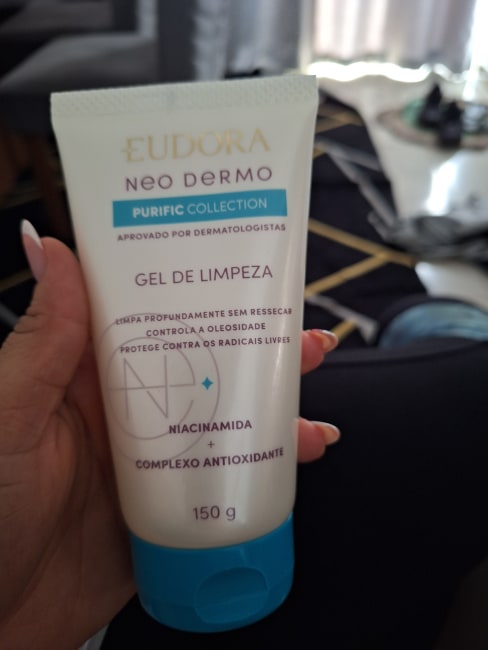 EUDORA
Neo Dermo
PURIFIC COLLECTION
APROVADO POR DERMATOLOGISTAS
GEL DE LIMPEZA
LIMPA PROFUNDAMENTE SEM RESSECAR
CONTROLA A OLEOSIDADE
PROTEGE CONTRA OS RADICAIS LIVRES
NIACINAMIDA
+
COMPLEXO ANTIOXIDANTE
150 g